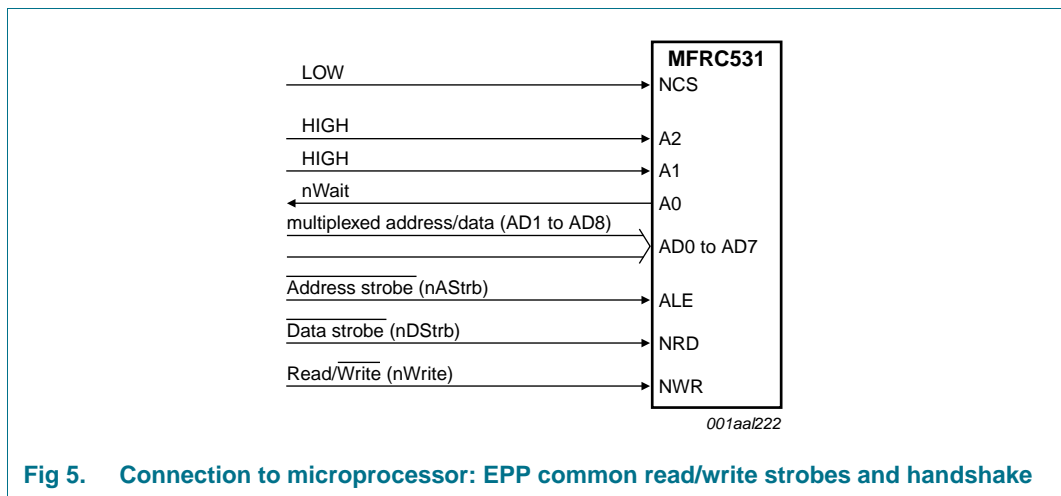 MFRC531
LOW
NCS
HIGH
A2
HIGH
A1
nWait
A0
multiplexed address/data (AD1 to AD8)
AD0 to AD7
Address strobe (nAStrb)
ALE
Data strobe (nDStrb)
NRD
Read/Write (nWrite)
NWR
001aal222
Fig 5. Connection to microprocessor: EPP common read/write strobes and handshake